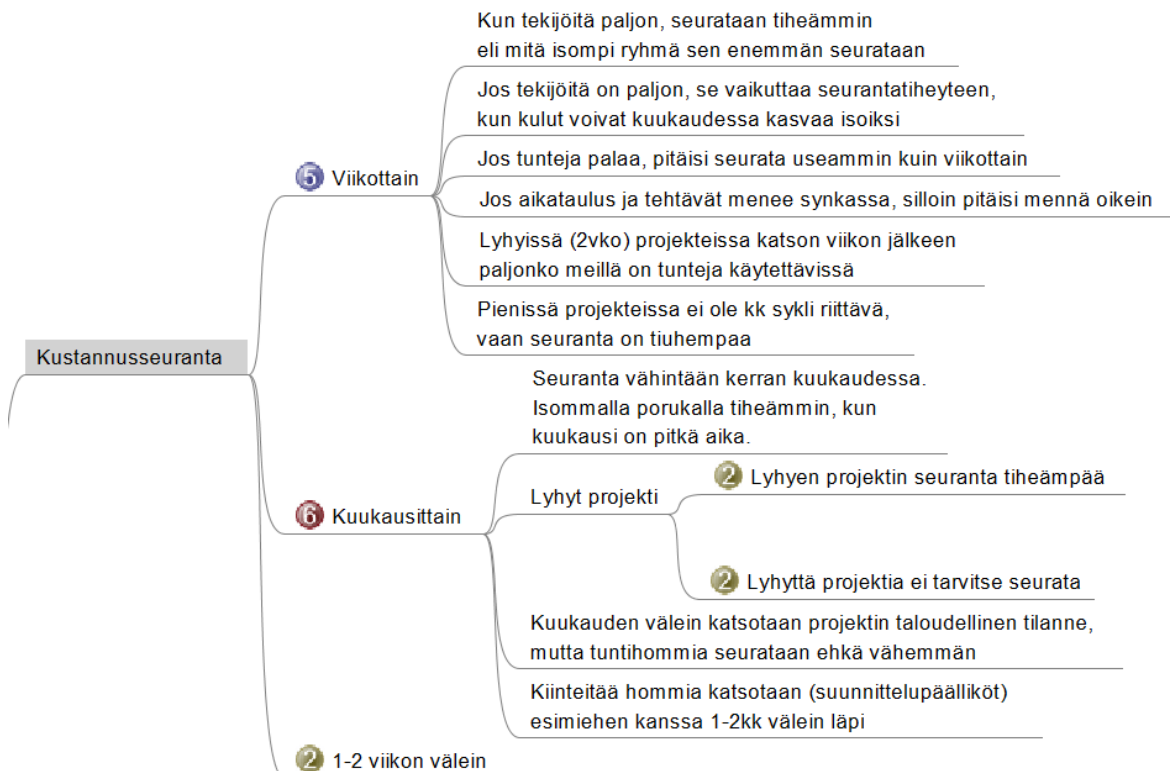 Kustannusseuranta
5 Viikottain
Kun tekijöitä paljon, seurataan tiheämmin
eli mitä isompi ryhmä sen enemmän seurataan
Jos tekijöitä on paljon, se vaikuttaa seurantatiheyteen,
kun kulut voivat kuukaudessa kasvaa isoiksi
Jos tunteja palaa, pitäisi seurata useammin kuin viikottain
Jos aikataulus ja tehtävät menee synkassa, silloin pitäisi mennä oikein
Lyhyissä (2vko) projekteissa katson viikon jälkeen
paljonko meillä on tunteja käytettävissä
Pienissä projekteissa ei ole kk sykli riittävä,
vaan seuranta on tiuhempaa
6 Kuukausittain
Seuranta vähintään kerran kuukaudessa.
Isommalla porukalla tiheämmin, kun
kuukausi on pitkä aika.
Lyhyt projekti
2 Lyhyen projektin seuranta tiheämpää
2 Lyhyttä projektia ei tarvitse seurata
Kuukauden välein katsotaan projektin taloudellinen tilanne,
mutta tuntihommia seurataan ehkä vähemmän
Kiinteitää hommia katsotaan (suunnittelupäälliköt)
esimiehen kanssa 1-2kk välein läpi
2 1-2 viikon välein